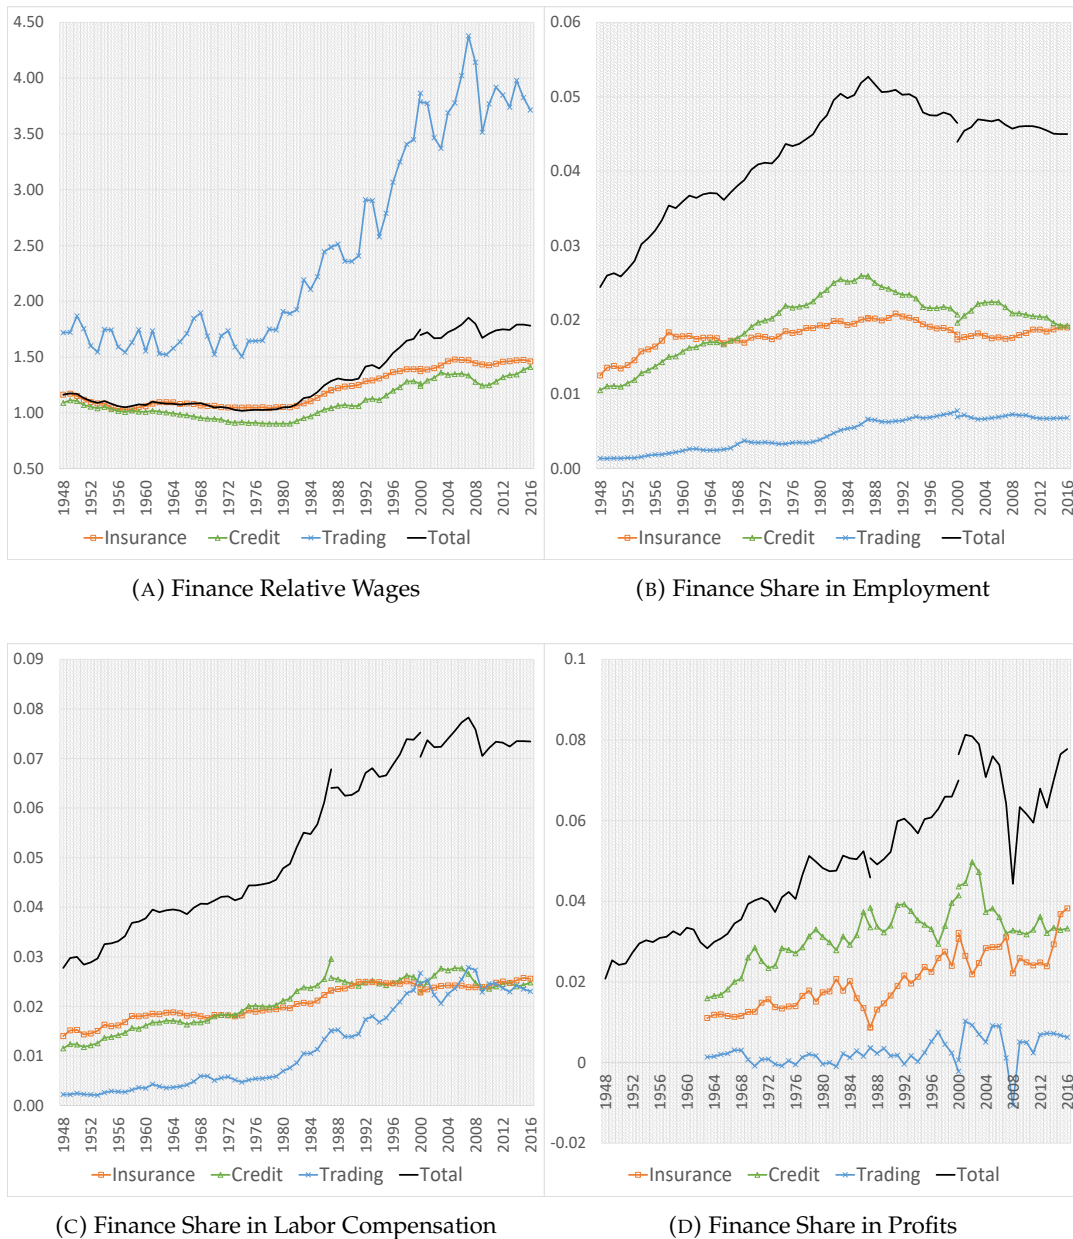 4.50
4.00
3.50
3.00
2.50
2.00
1.50
1.00
0.50
1948 1952 1956 1960 1964 1968 1972 1976 1980 1984 1988 1992 1996 2000 2004 2008 2012 2016
Insurance Credit Trading Total
(A) Finance Relative Wages
0.06
0.05
0.04
0.03
0.02
0.01
0.00
1948 1952 1956 1960 1964 1968 1972 1976 1980 1984 1988 1992 1996 2000 2004 2008 2012 2016
Insurance Credit Trading Total
(B) Finance Share in Employment
0.09
0.08
0.07
0.06
0.05
0.04
0.03
0.02
0.01
0.00
1948 1952 1956 1960 1964 1968 1972 1976 1980 1984 1988 1992 1996 2000 2004 2008 2012 2016
Insurance Credit Trading Total
(C) Finance Share in Labor Compensation
0.1
0.08
0.06
0.04
0.02
0
-0.02
1948 1952 1956 1960 1964 1968 1972 1976 1980 1984 1988 1992 1996 2000 2004 2008 2012 2016
Insurance Credit Trading Total
(D) Finance Share in Profits